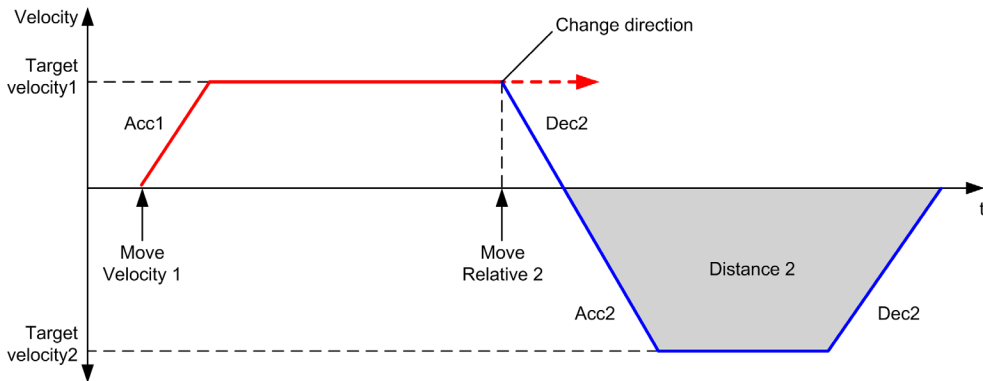 Velocity
Change direction
Target
velocity1
Acc1
Dec2
t
Move
Velocity 1
Move
Relative 2
Distance 2
Acc2
Dec2
Target
velocity2